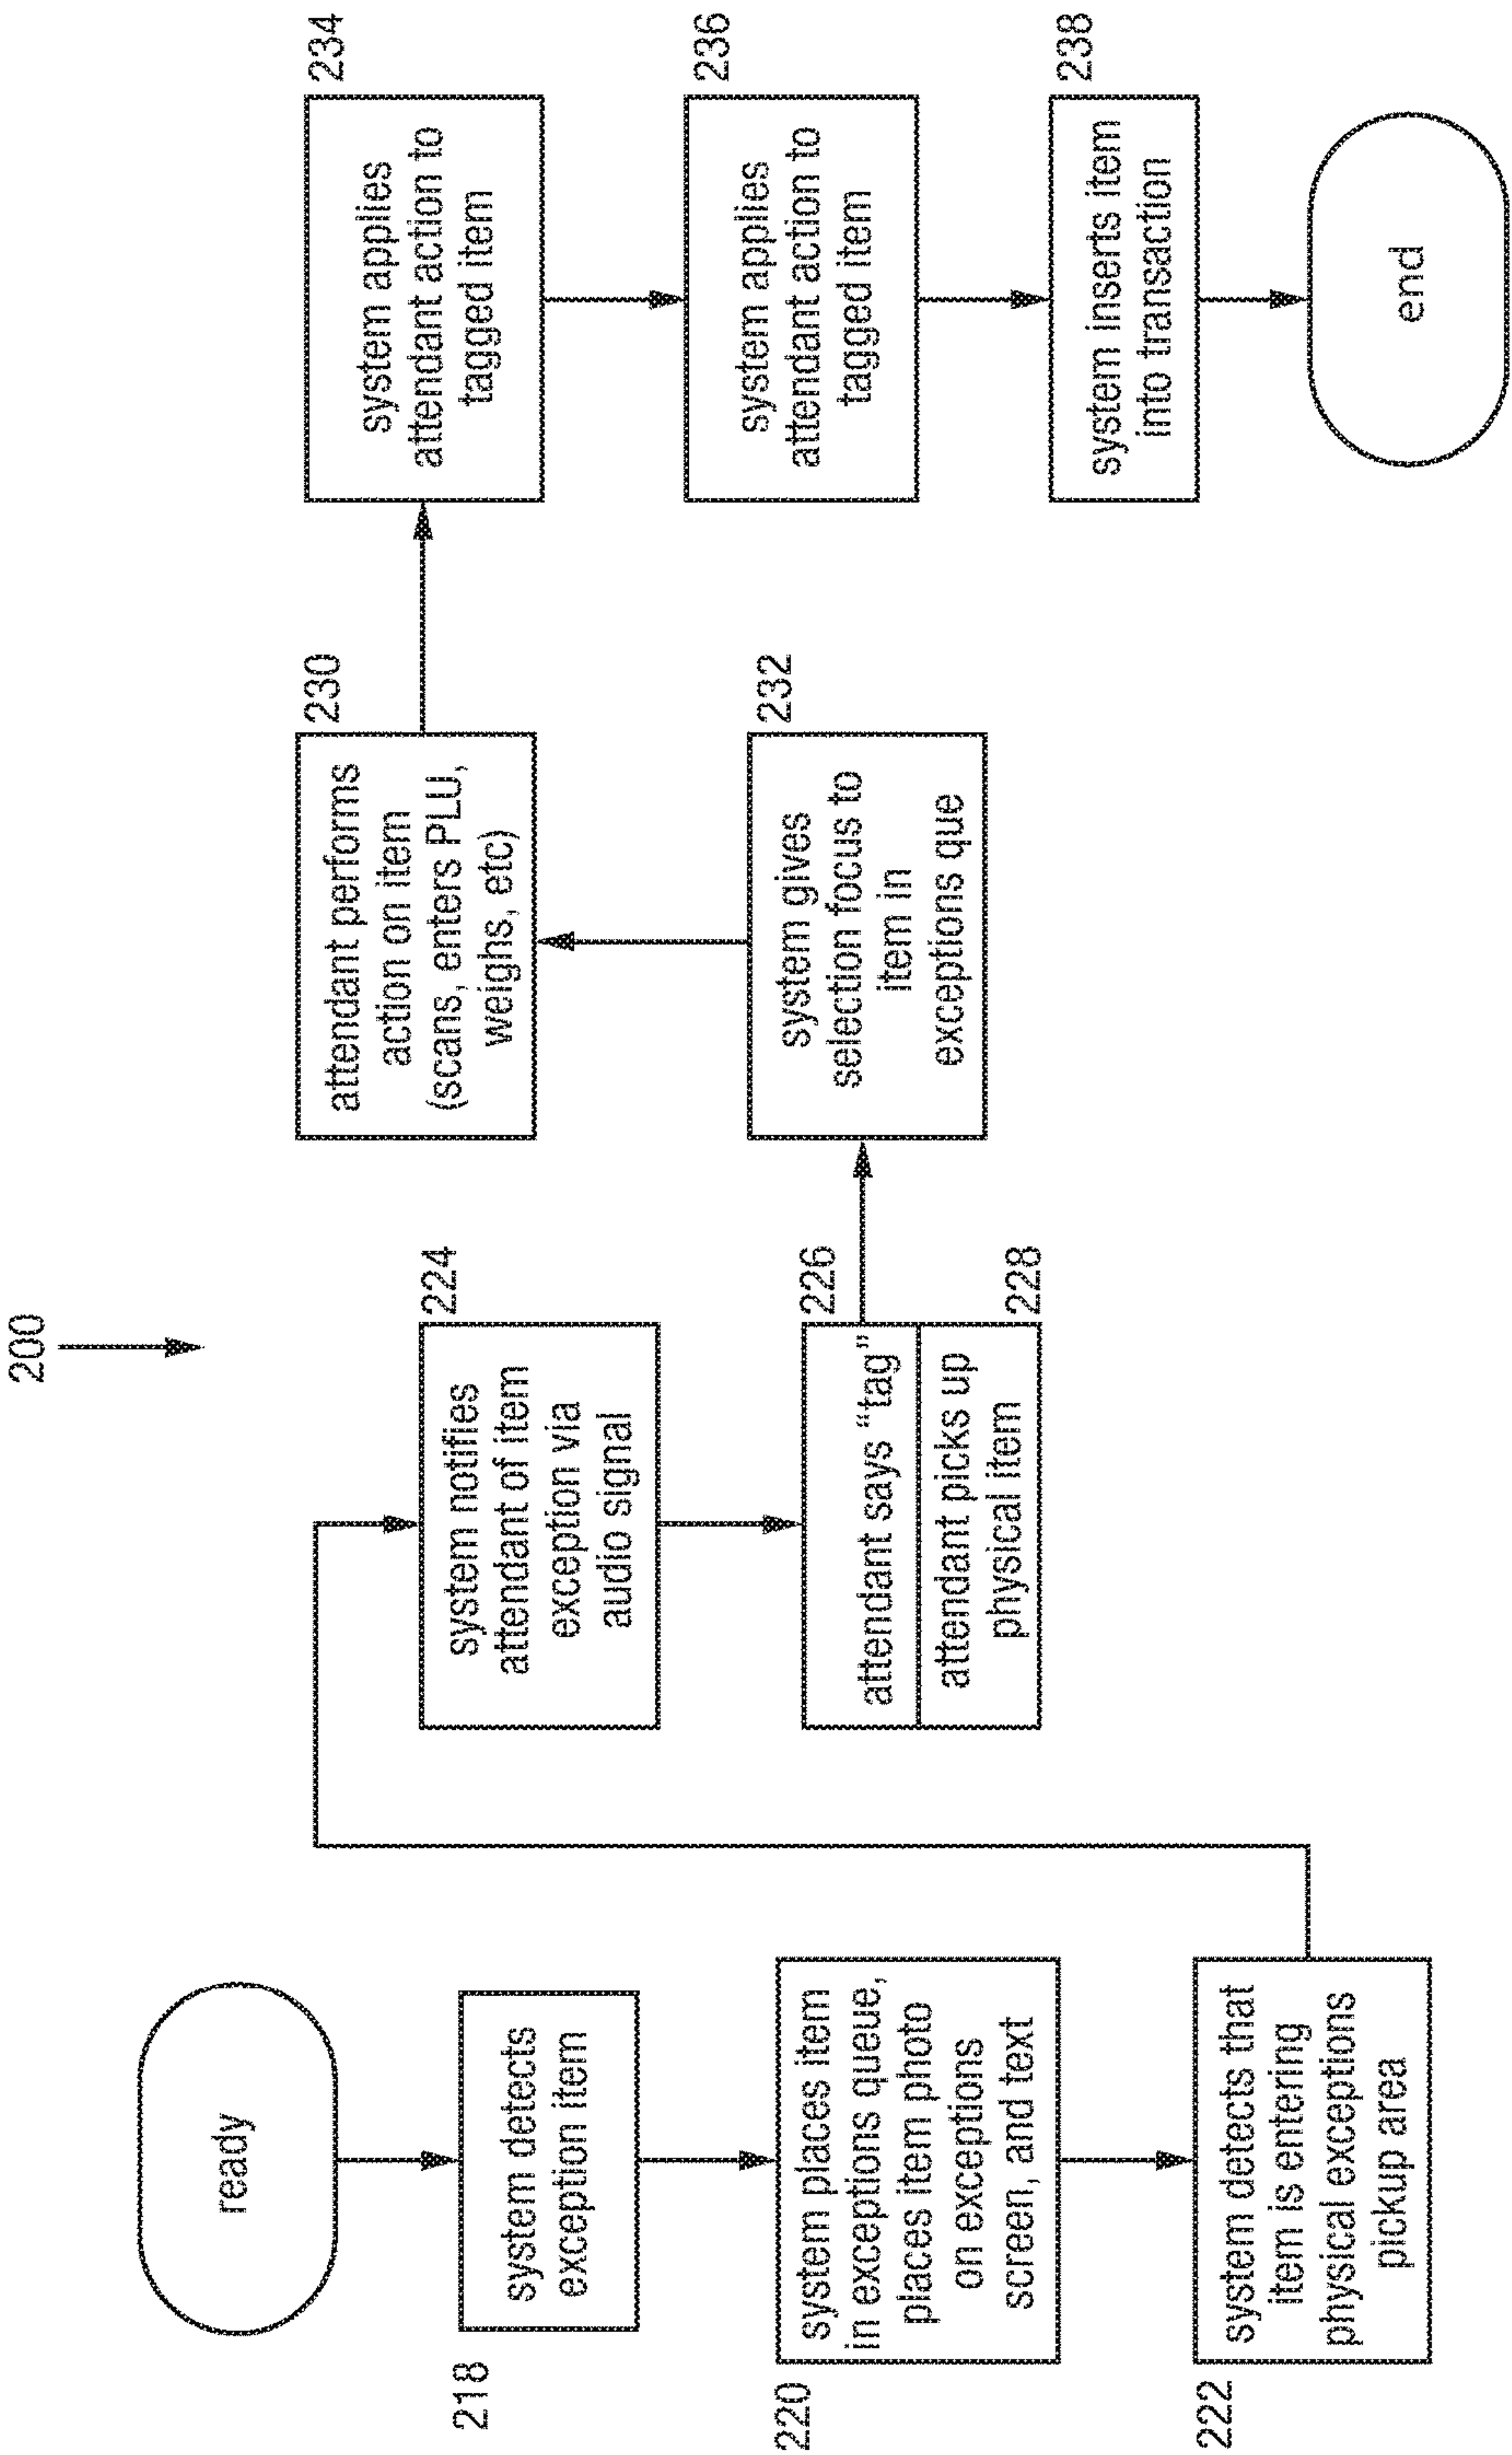 200
ready
218
system detects
exception item
220
system places item
in exceptions queue,
places item photo
on exceptions
screen, and text
222
system detects that
item is entering
physical exceptions
pickup area
224
system notifies
attendant of item
exception via
audio signal
226
attendant says “tag”
228
attendant picks up
physical item
230
attendant performs
action on item
(scans, enters PLU,
weighs, etc)
232
system gives
selection focus to
item in
exceptions que
234
system applies
attendant action to
tagged item
236
system applies
attendant action to
tagged item
238
system inserts item
into transaction
end